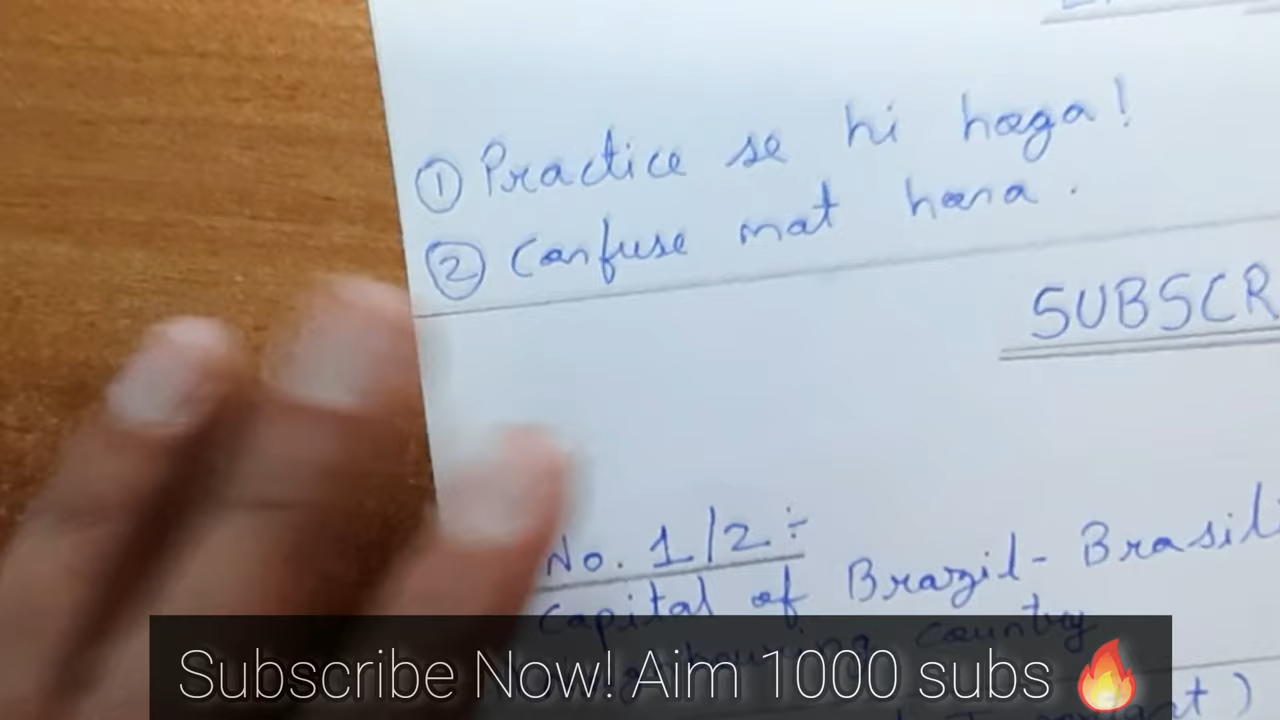 ① Practice se hi hoga!
② Confuse mat hona.
SUBSCR
No. 1/2 :-
Capital of Brazil - Brasil
country
Subscribe Now! Aim 1000 subs 🔥